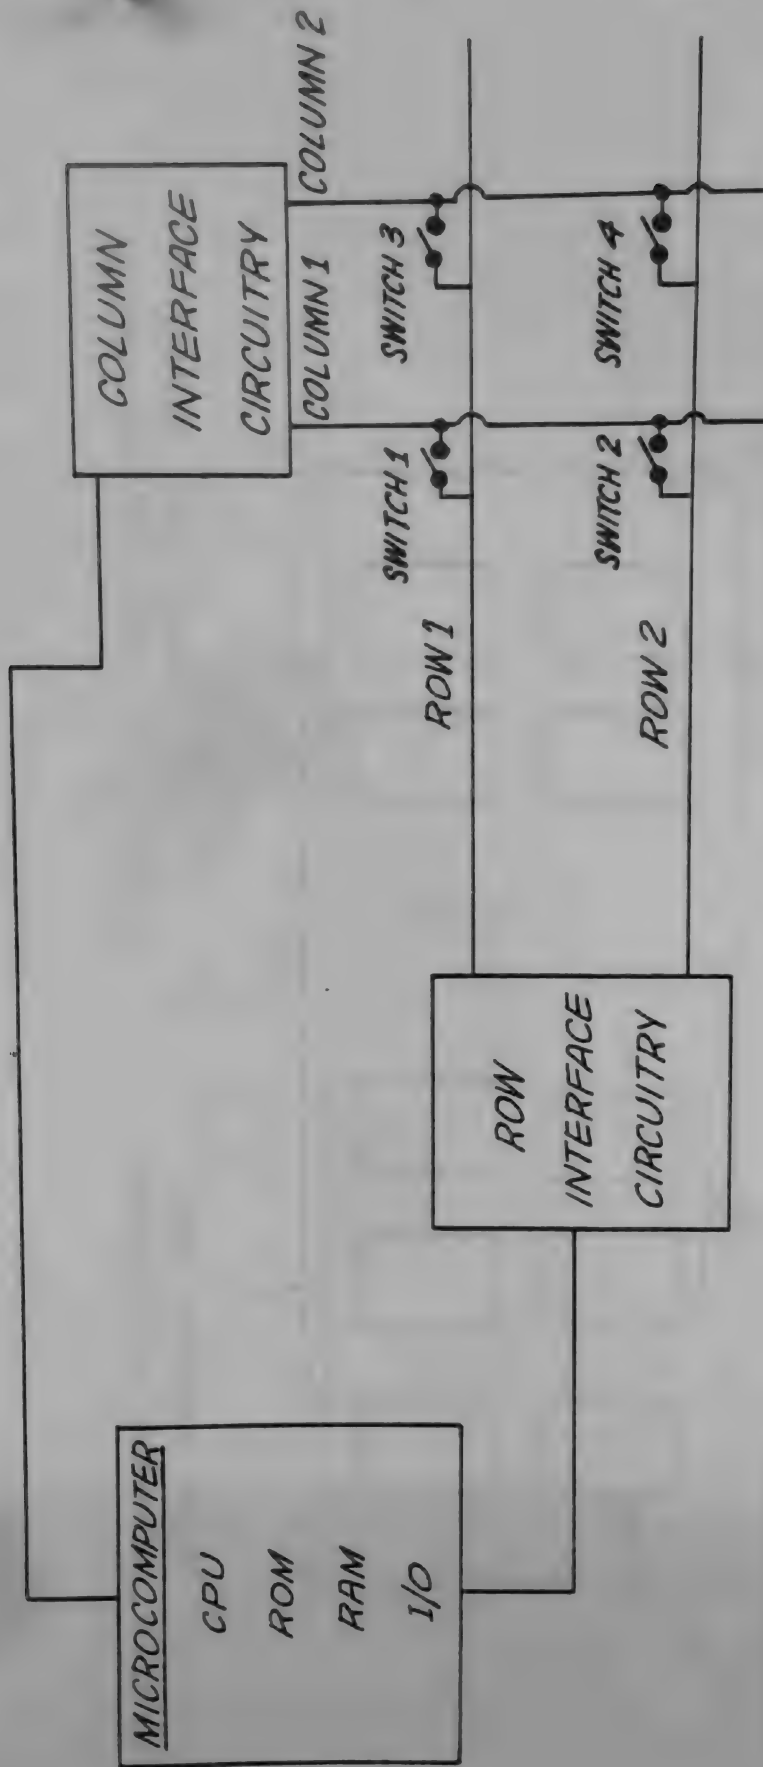 MICROCOMPUTER
CPU
ROM
RAM
I/O
COLUMN
INTERFACE
CIRCUITRY
COLUMN 1
COLUMN 2
ROW
INTERFACE
CIRCUITRY
ROW 1
ROW 2
SWITCH 1
SWITCH 3
SWITCH 2
SWITCH 4